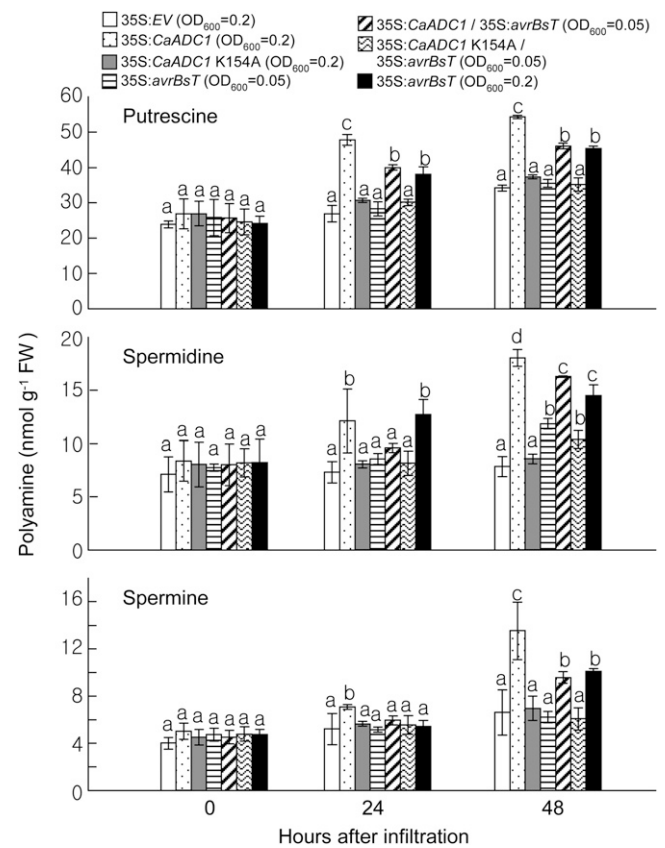 35S:EV (OD600=0.2)
35S:CaADC1 (OD600=0.2)
35S:CaADC1 K154A (OD600=0.2)
35S:avrBsT (OD600=0.05)
35S:CaADC1 / 35S:avrBsT (OD600=0.05)
35S:CaADC1 K154A /
35S:avrBsT (OD600=0.05)
35S:avrBsT (OD600=0.2)
Polyamine (nmol g-1 FW)
60
50
40
30
20
10
0
Putrescine
a a a a a a a
a c a a b a b
a c a a b a b
20
15
10
5
0
Spermidine
a a a a a a a
a b a a a a b
a d a b c b c
16
12
8
4
0
Spermine
a a a a a a a
a b a a a a a
a c a a b a b
0 24 48
Hours after infiltration